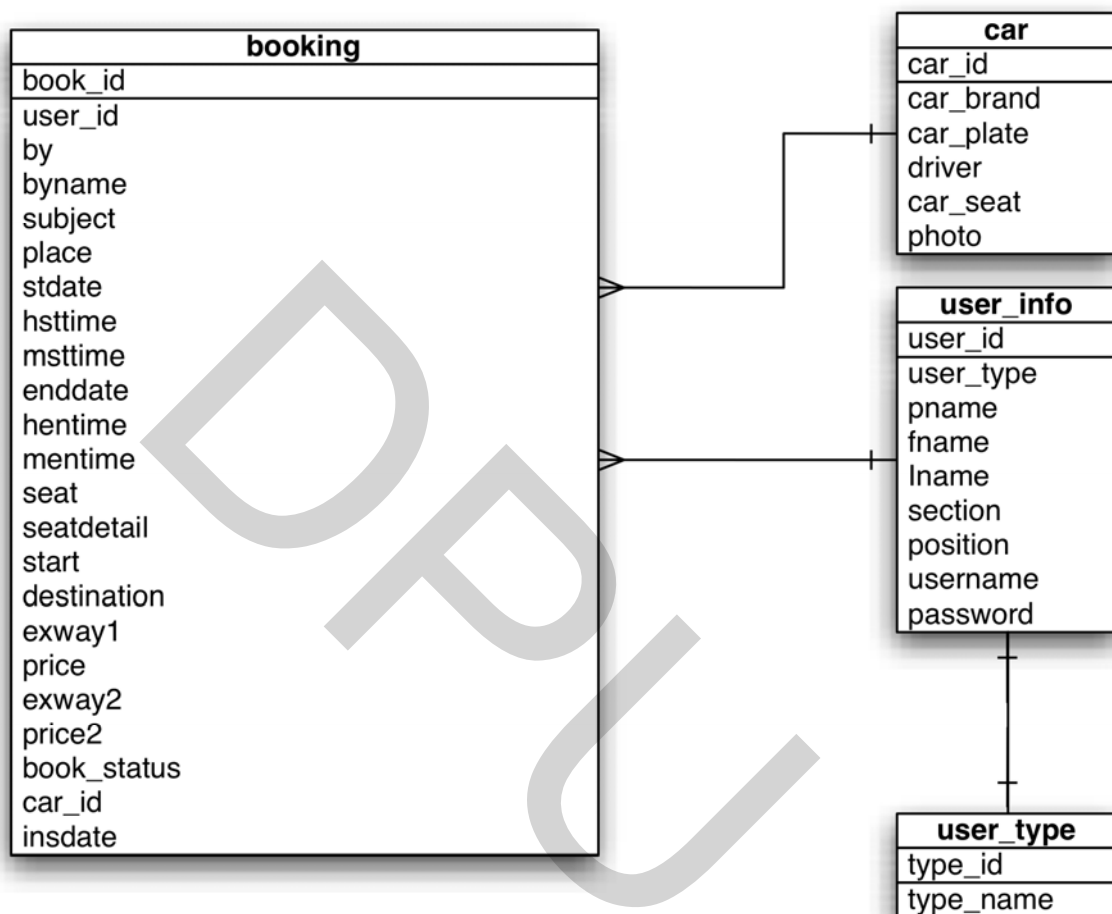 booking
book_id
user_id
by
byname
subject
place
stdate
hsttime
msttime
enddate
hentime
mentime
seat
seatdetail
start
destination
exway1
price
exway2
price2
book_status
car_id
insdate
car
car_id
car_brand
car_plate
driver
car_seat
photo
user_info
user_id
user_type
pname
fname
lname
section
position
username
password
user_type
type_id
type_name
DPU